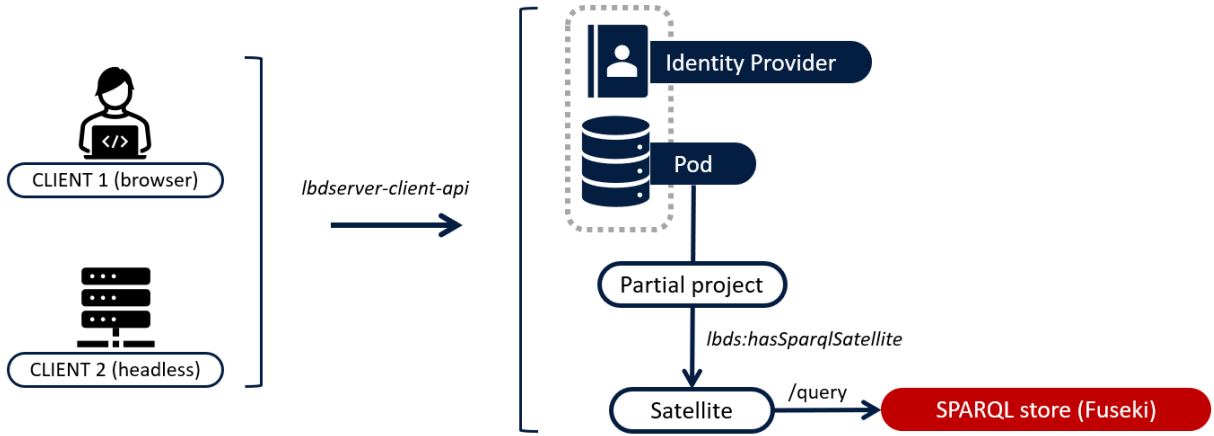 </>
CLIENT 1 (browser)
CLIENT 2 (headless)
lbdserver-client-api
Identity Provider
Pod
Partial project
lbds:hasSparqlSatellite
Satellite
/query
SPARQL store (Fuseki)